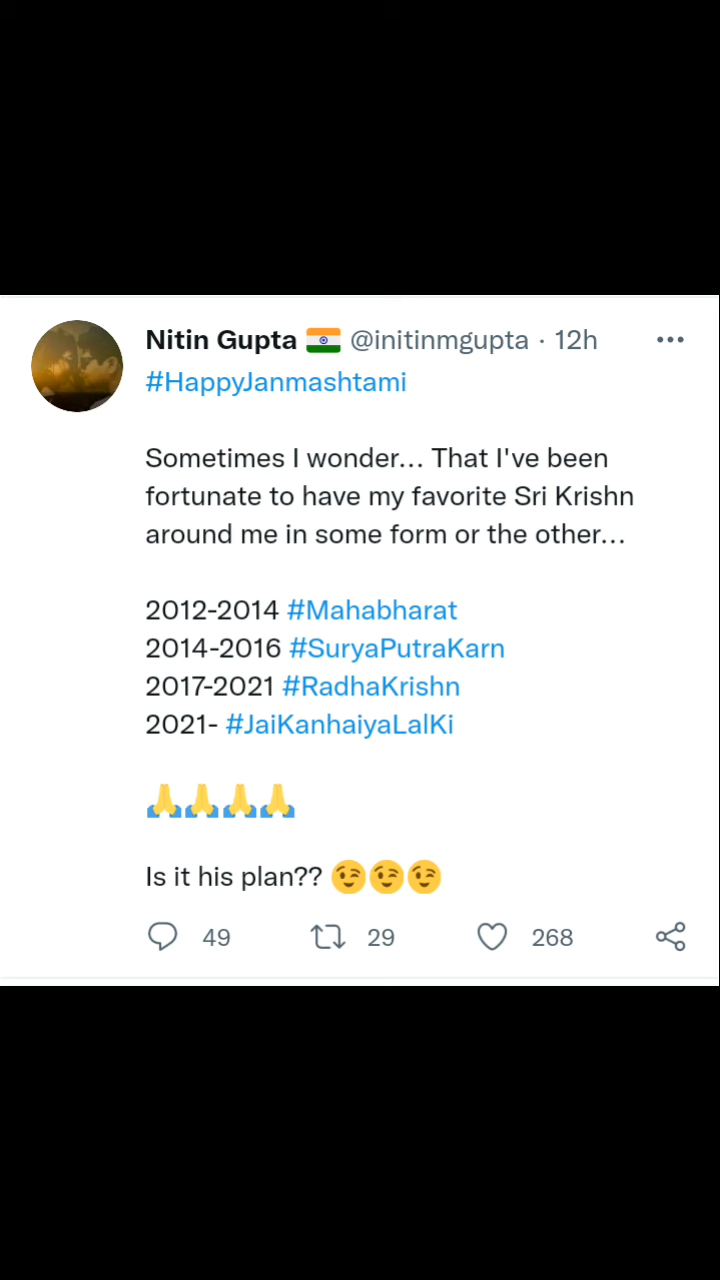 Nitin Gupta 🇮🇳 @initinmgupta · 12h
#HappyJanmashtami
Sometimes I wonder... That I've been
fortunate to have my favorite Sri Krishn
around me in some form or the other...
2012-2014 #Mahabharat
2014-2016 #SuryaPutraKarn
2017-2021 #RadhaKrishn
2021- #JaiKanhaiyaLalKi
🙏🙏🙏🙏
Is it his plan?? 😉😉😉
49 29 268